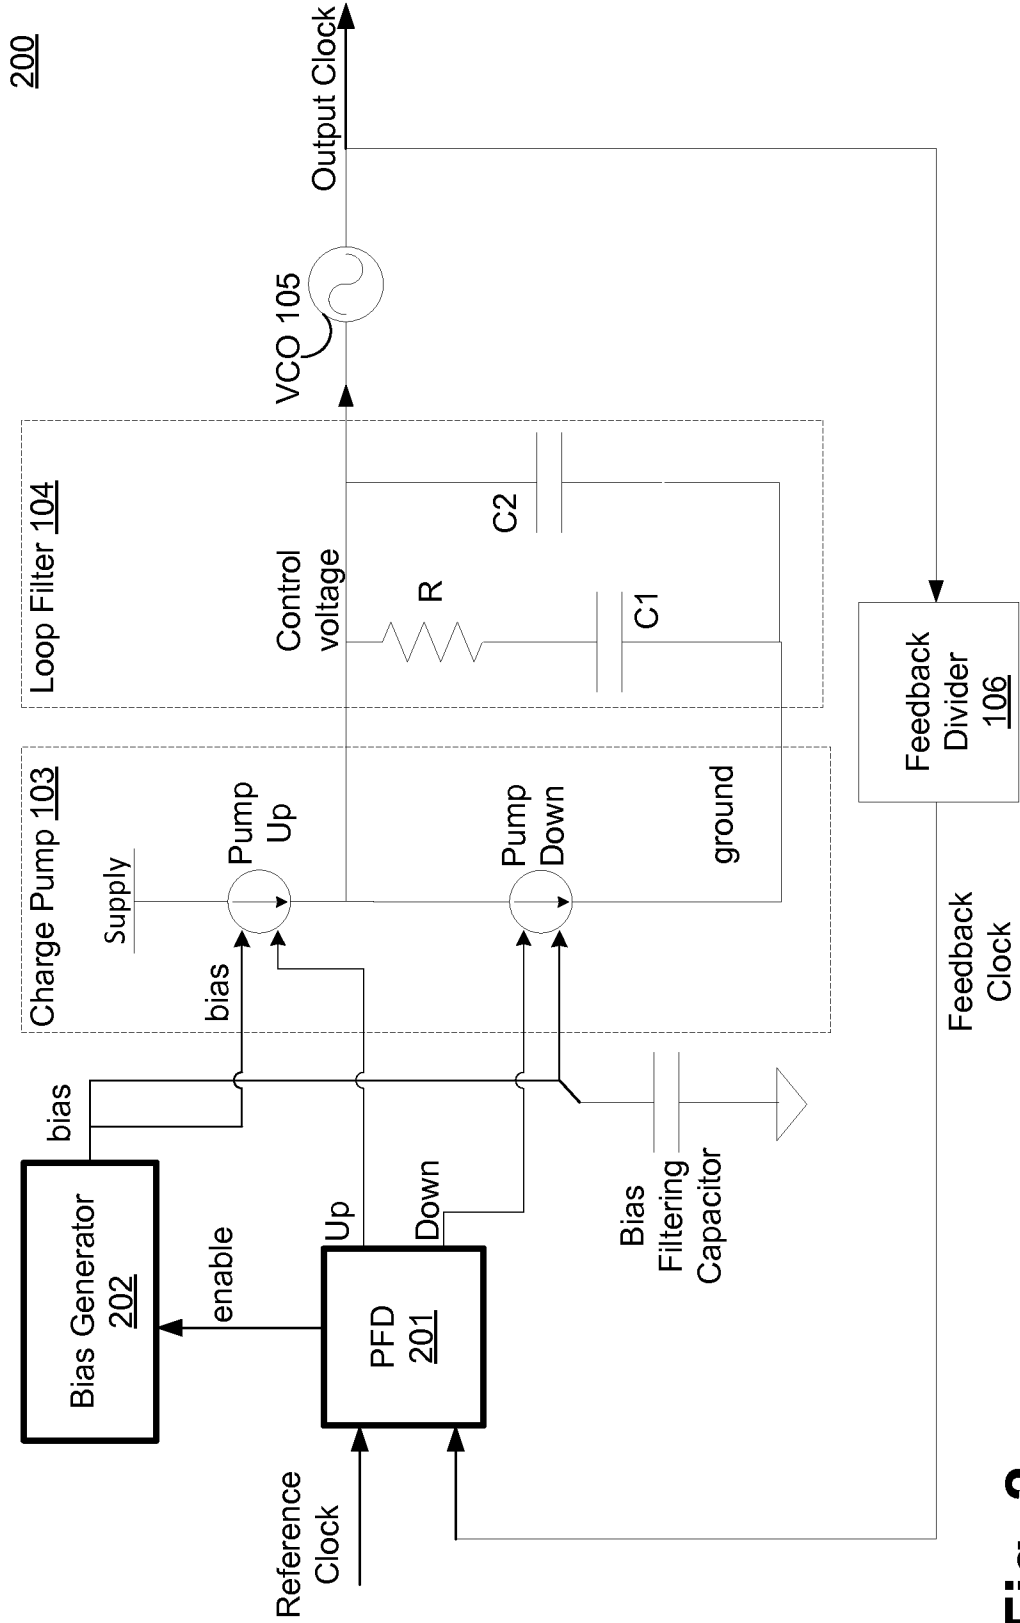 200
Charge Pump 103
Loop Filter 104
Bias Generator
202
bias
bias
Supply
Pump
Up
Control
voltage
VCO 105
Output Clock
enable
Up
Down
PFD
201
Reference
Clock
Pump
Down
ground
R
C1
C2
Bias
Filtering
Capacitor
Feedback
Divider
106
Feedback
Clock